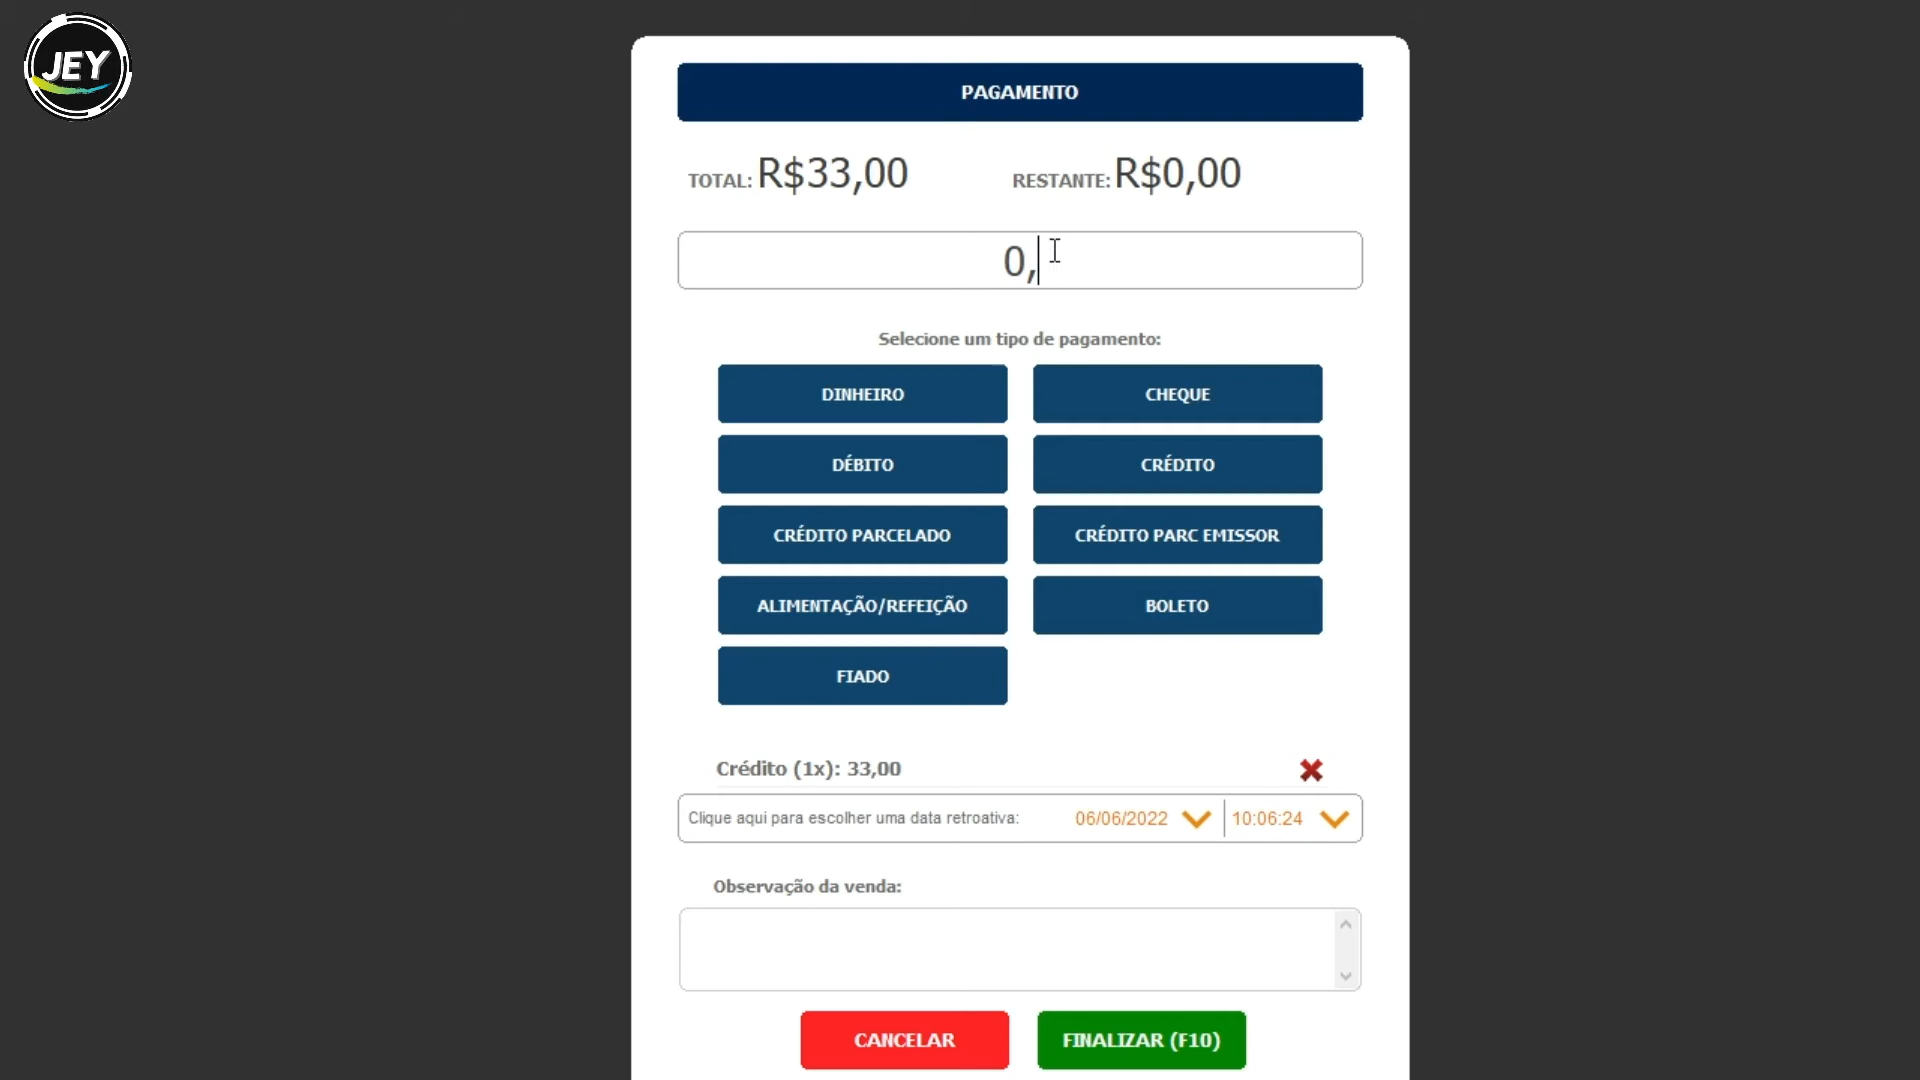 JEY
PAGAMENTO
TOTAL: R$33,00 RESTANTE: R$0,00
0,
Selecione um tipo de pagamento:
DINHEIRO CHEQUE
DÉBITO CRÉDITO
CRÉDITO PARCELADO CRÉDITO PARC EMISSOR
ALIMENTAÇÃO/REFEIÇÃO BOLETO
FIADO
Crédito (1x): 33,00
Clique aqui para escolher uma data retroativa: 06/06/2022 10:06:24
Observação da venda:
CANCELAR FINALIZAR (F10)